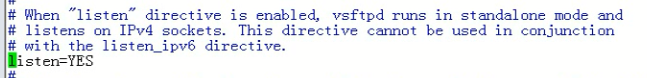 #
# When "listen" directive is enabled, vsftpd runs in standalone mode and
# listens on IPv4 sockets. This directive cannot be used in conjunction
# with the listen_ipv6 directive.
listen=YES
#